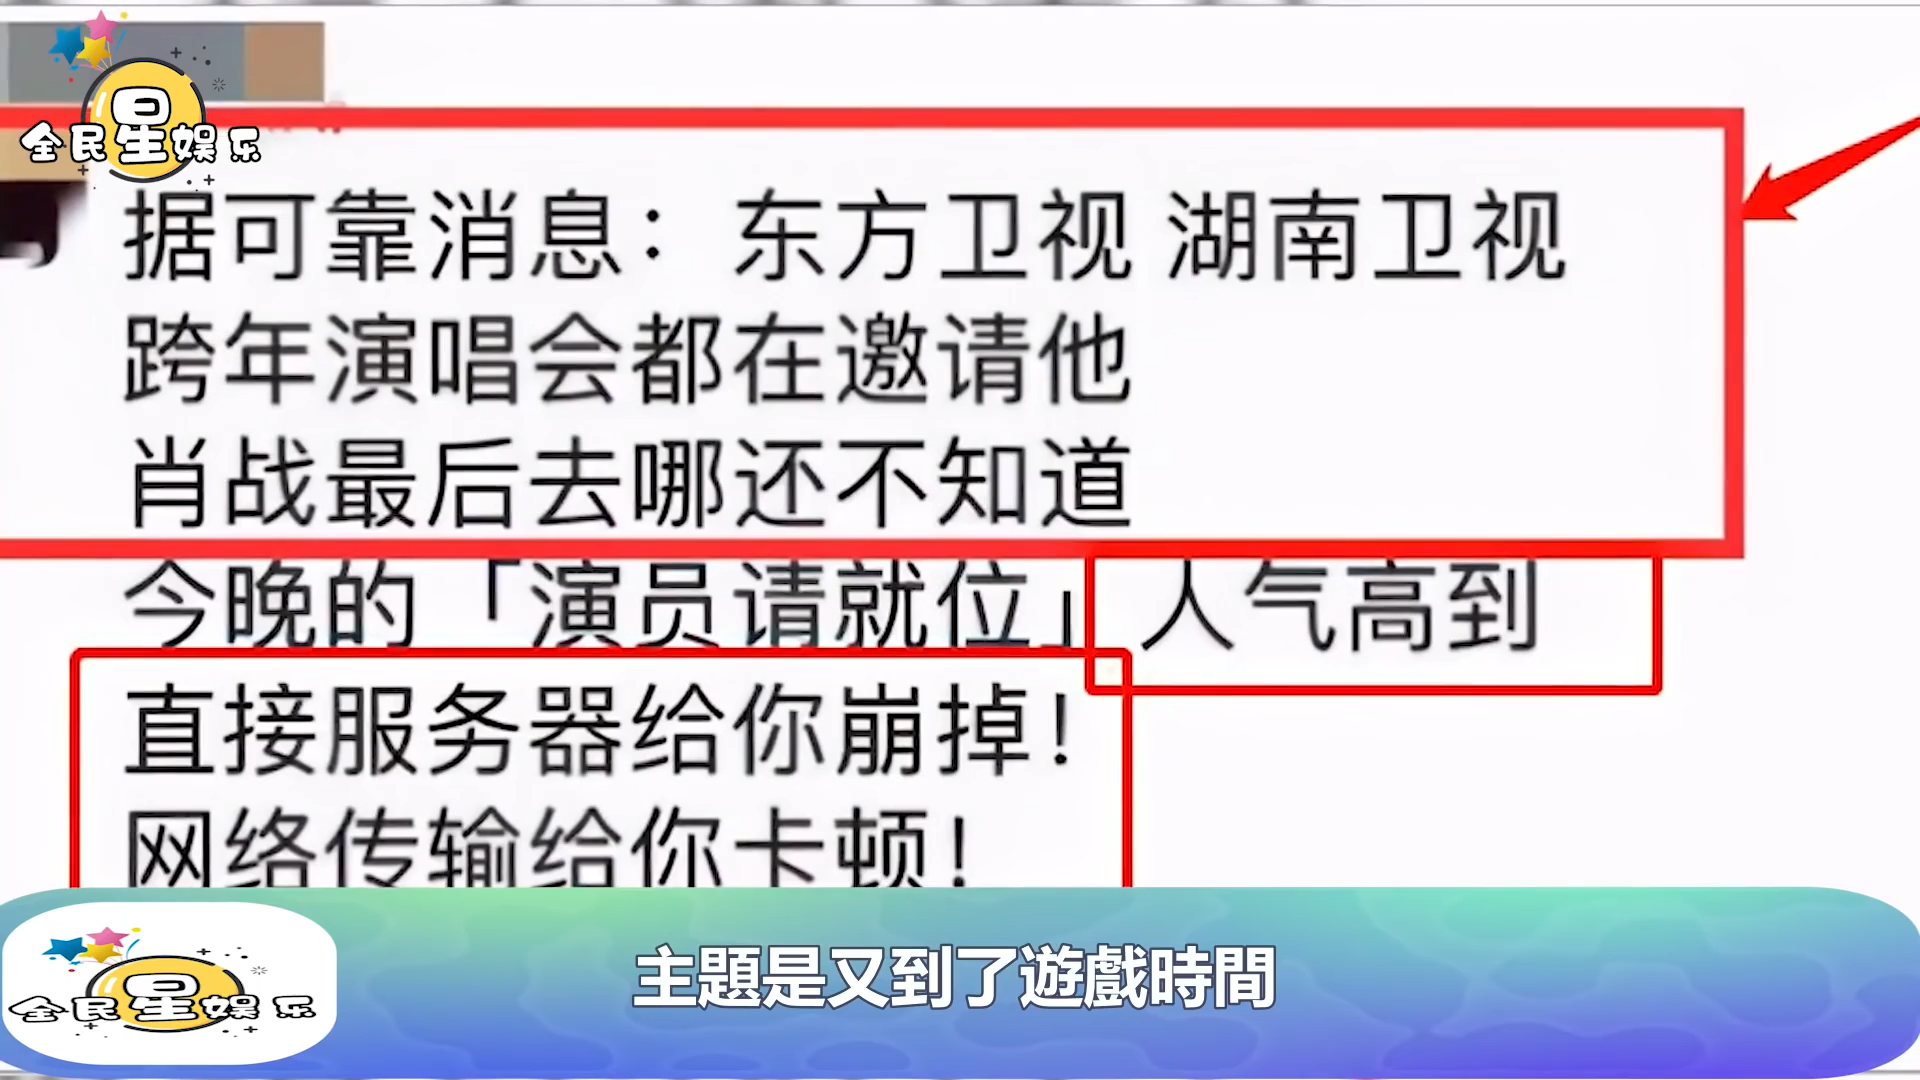 全民星娱乐
据可靠消息：东方卫视 湖南卫视
跨年演唱会都在邀请他
肖战最后去哪还不知道
今晚的「演员请就位」人气高到
直接服务器给你崩掉！
网络传输给你卡顿！
全民星娱乐
主題是又到了遊戲時間